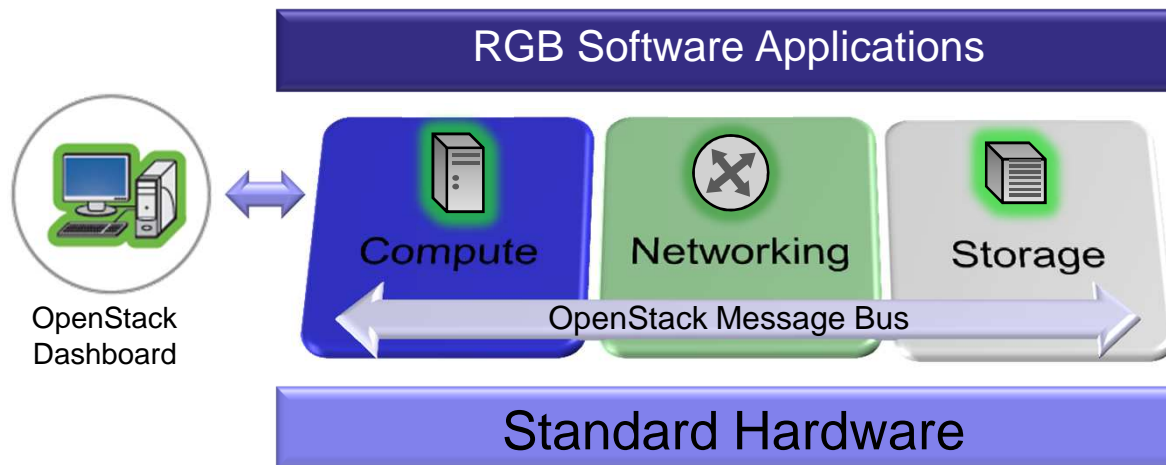 RGB Software Applications
Compute
Networking
Storage
OpenStack Message Bus
OpenStack
Dashboard
Standard Hardware